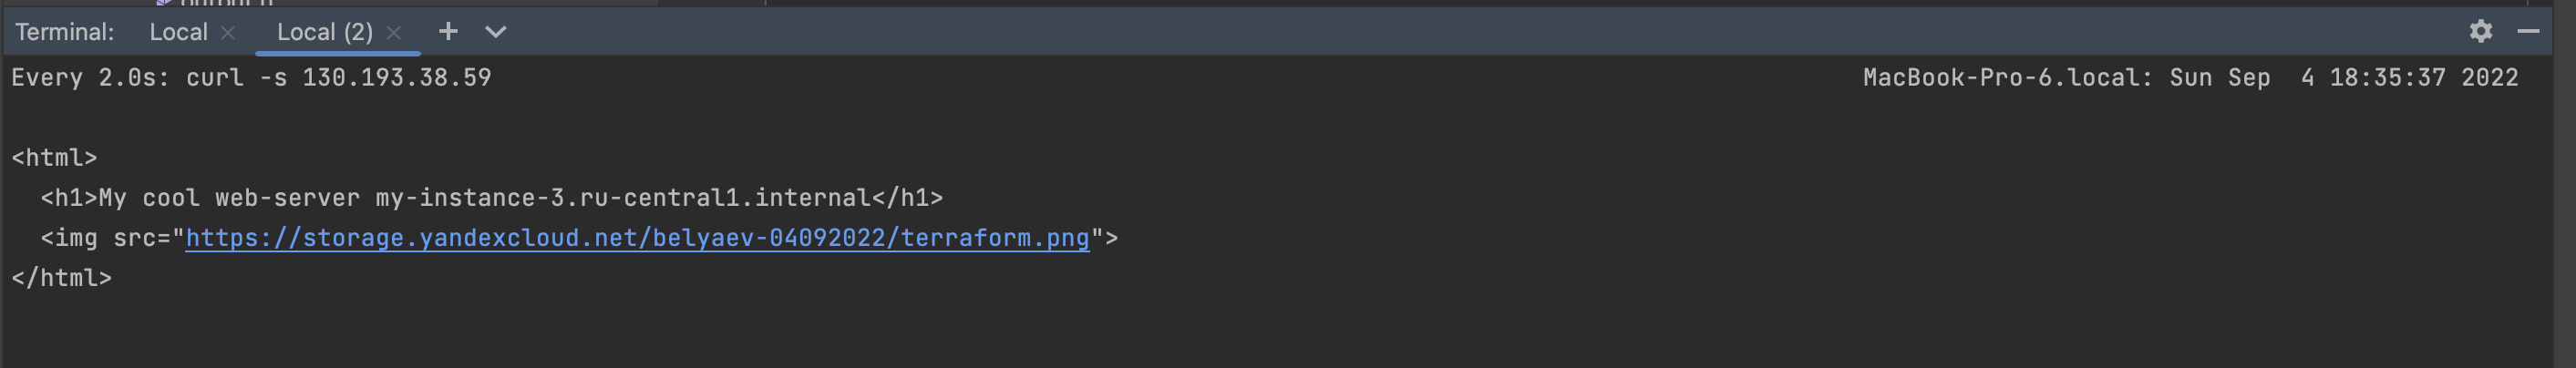 Terminal: Local Local (2)
Every 2.0s: curl -s 130.193.38.59 MacBook-Pro-6.local: Sun Sep  4 18:35:37 2022
<html>
  <h1>My cool web-server my-instance-3.ru-central1.internal</h1>
  <img src="https://storage.yandexcloud.net/belyaev-04092022/terraform.png">
</html>